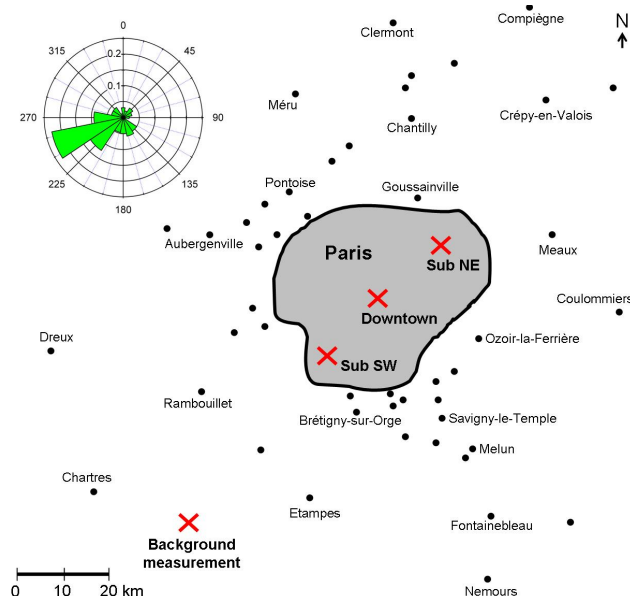 0
Compiègne
N
Clermont
315
45
0.2
0.1
270
90
Méru
Crépy-en-Valois
Chantilly
225
135
180
Pontoise
Goussainville
Aubergenville
Paris
Meaux
Sub NE
Coulommiers
Downtown
Dreux
Ozoir-la-Ferrière
Sub SW
Rambouillet
Brétigny-sur-Orge
Savigny-le-Temple
Melun
Chartres
Etampes
Fontainebleau
Background
measurement
0 10 20 km
Nemours